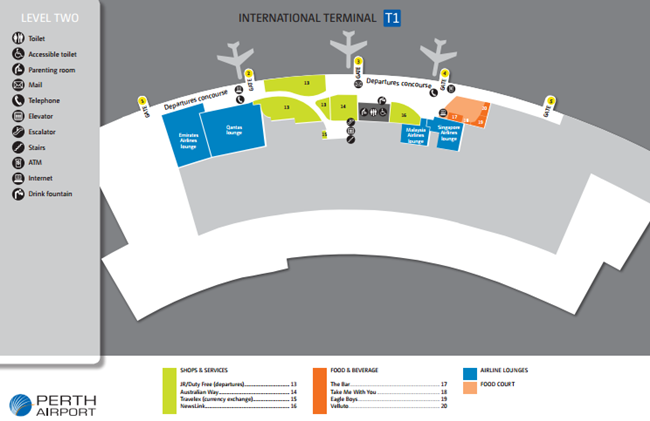 LEVEL TWO
INTERNATIONAL TERMINAL T1
Toilet
Accessible toilet
Parenting room
Mail
Telephone
Elevator
Escalator
Stairs
ATM
Internet
Drink fountain
GATE
Departures concourse
2
GATE
3
GATE
Departures concourse
4
GATE
GATE
13
13
13
14
15
16
17
18
19
20
Emirates
Airlines
lounge
Qantas
lounge
Malaysia
Airlines
lounge
Singapore
Airlines
lounge
SHOPS & SERVICES
JR/Duty Free (departures) 13
Australian Way 14
Travelex (currency exchange) 15
NewsLink 16
FOOD & BEVERAGE
The Bar 17
Take Me With You 18
Eagle Boys 19
Velluto 20
AIRLINE LOUNGES
FOOD COURT
PERTH
AIRPORT